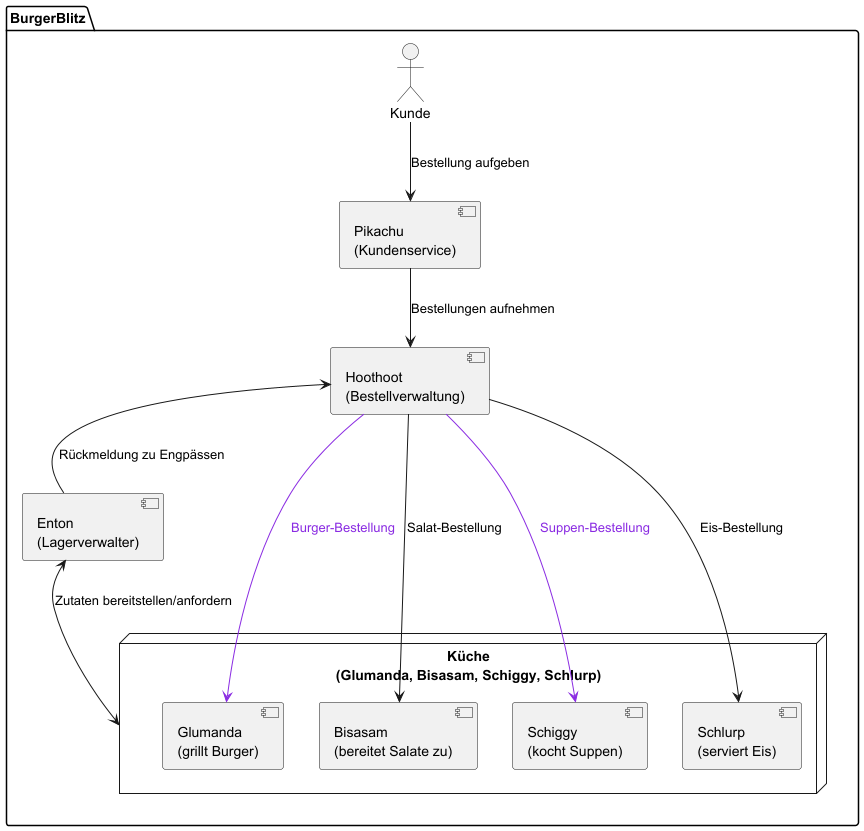 BurgerBlitz
Kunde
Bestellung aufgeben
Pikachu
(Kundenservice)
Bestellungen aufnehmen
Hoothoot
(Bestellverwaltung)
Rückmeldung zu Engpässen
Enton
(Lagerverwalter)
Burger-Bestellung
Salat-Bestellung
Suppen-Bestellung
Eis-Bestellung
Zutaten bereitstellen/anfordern
Küche
(Glumanda, Bisasam, Schiggy, Schlurp)
Glumanda
(grillt Burger)
Bisasam
(bereitet Salate zu)
Schiggy
(kocht Suppen)
Schlurp
(serviert Eis)